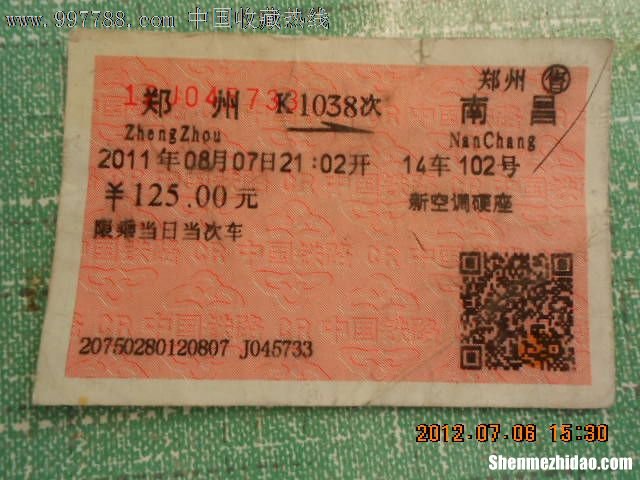 www.997788.com 中国收藏热线
郑州 售
J045733
郑州 K1038次 南昌
ZhengZhou NanChang
2011年08月07日21:02开 14车102号
¥125.00元 新空调硬座
限乘当日当次车
20750280120807 J045733
2012.07.06 15:30
Shenmezhidao.com